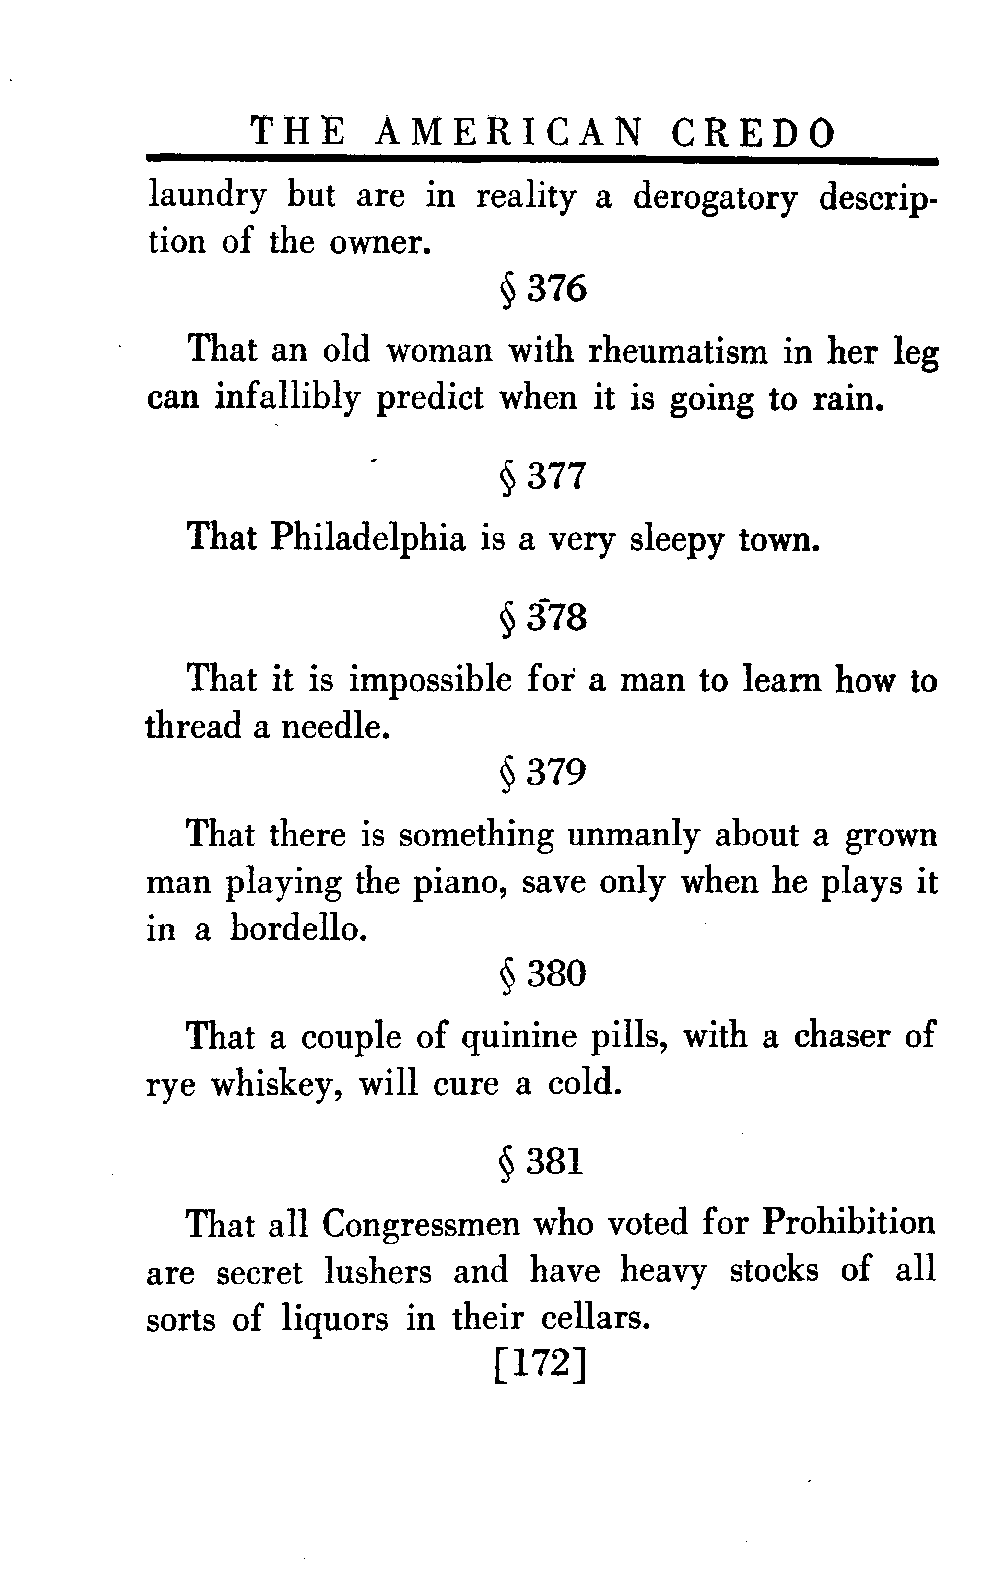 THE AMERICAN CREDO
laundry but are in reality a derogatory descrip-
tion of the owner.
§ 376
That an old woman with rheumatism in her leg
can infallibly predict when it is going to rain.
§ 377
That Philadelphia is a very sleepy town.
§ 378
That it is impossible for a man to learn how to
thread a needle.
§ 379
That there is something unmanly about a grown
man playing the piano, save only when he plays it
in a bordello.
§ 380
That a couple of quinine pills, with a chaser of
rye whiskey, will cure a cold.
§ 381
That all Congressmen who voted for Prohibition
are secret lushers and have heavy stocks of all
sorts of liquors in their cellars.
[172]